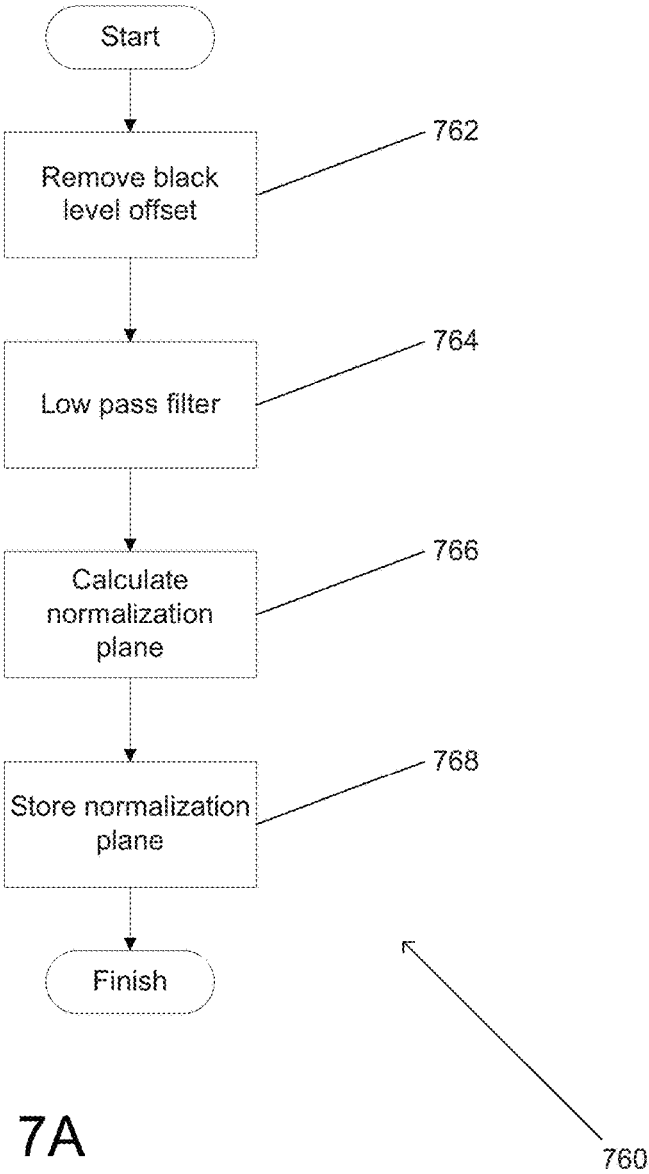 Start
Remove black
level offset
762
Low pass filter
764
Calculate
normalization
plane
766
Store normalization
plane
768
Finish
7A
760